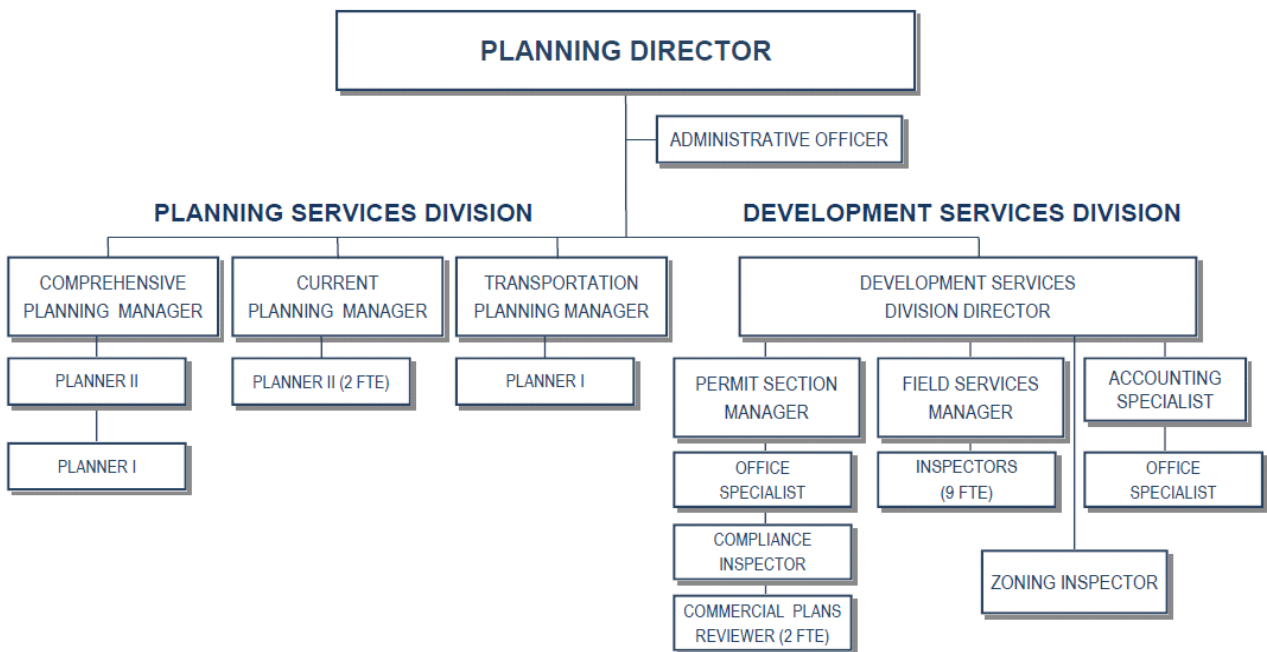 PLANNING DIRECTOR
ADMINISTRATIVE OFFICER
PLANNING SERVICES DIVISION
DEVELOPMENT SERVICES DIVISION
COMPREHENSIVE
PLANNING MANAGER
CURRENT
PLANNING MANAGER
TRANSPORTATION
PLANNING MANAGER
DEVELOPMENT SERVICES
DIVISION DIRECTOR
PLANNER II
PLANNER II (2 FTE)
PLANNER I
PERMIT SECTION
MANAGER
FIELD SERVICES
MANAGER
ACCOUNTING
SPECIALIST
PLANNER I
OFFICE
SPECIALIST
INSPECTORS
(9 FTE)
OFFICE
SPECIALIST
COMPLIANCE
INSPECTOR
ZONING INSPECTOR
COMMERCIAL PLANS
REVIEWER (2 FTE)